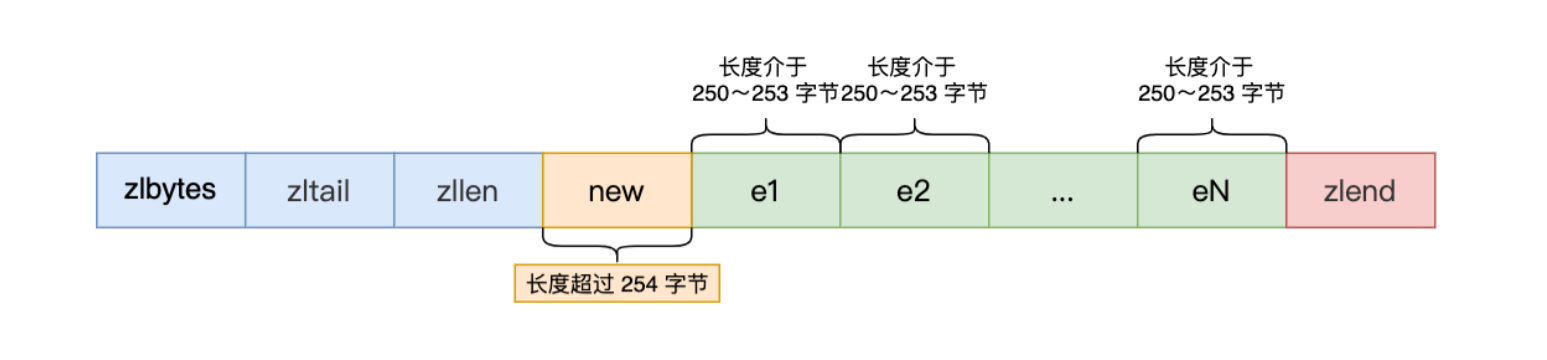 长度介于
250～253 字节
长度介于
250～253 字节
长度介于
250～253 字节
zlbytes
zltail
zllen
new
e1
e2
...
eN
zlend
长度超过 254 字节